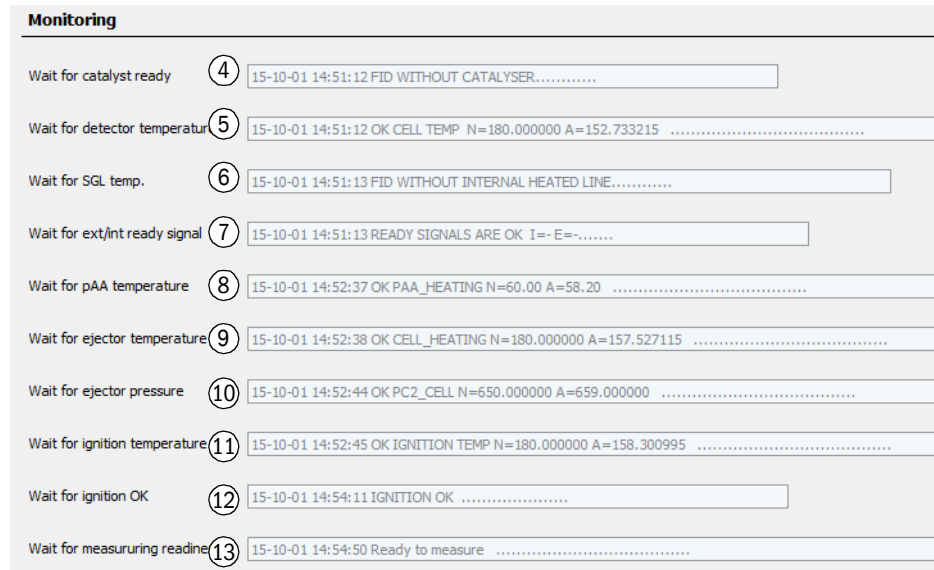 Monitoring
Wait for catalyst ready 4 15-10-01 14:51:12 FID WITHOUT CATALYSER............
Wait for detector temperatur 5 15-10-01 14:51:12 OK CELL TEMP N=180.000000 A=152.733215 ......................................
Wait for SGL temp. 6 15-10-01 14:51:13 FID WITHOUT INTERNAL HEATED LINE............
Wait for ext/int ready signal 7 15-10-01 14:51:13 READY SIGNALS ARE OK I=- E=-.......
Wait for pAA temperature 8 15-10-01 14:52:37 OK PAA_HEATING N=60.00 A=58.20 ......................................
Wait for ejector temperature 9 15-10-01 14:52:38 OK CELL_HEATING N=180.000000 A=157.527115 ......................................
Wait for ejector pressure 10 15-10-01 14:52:44 OK PC2_CELL N=650.000000 A=659.000000 ......................................
Wait for ignition temperature 11 15-10-01 14:52:45 OK IGNITION TEMP N=180.000000 A=158.300995 ......................................
Wait for ignition OK 12 15-10-01 14:54:11 IGNITION OK .....................
Wait for measururing readine 13 15-10-01 14:54:50 Ready to measure ......................................